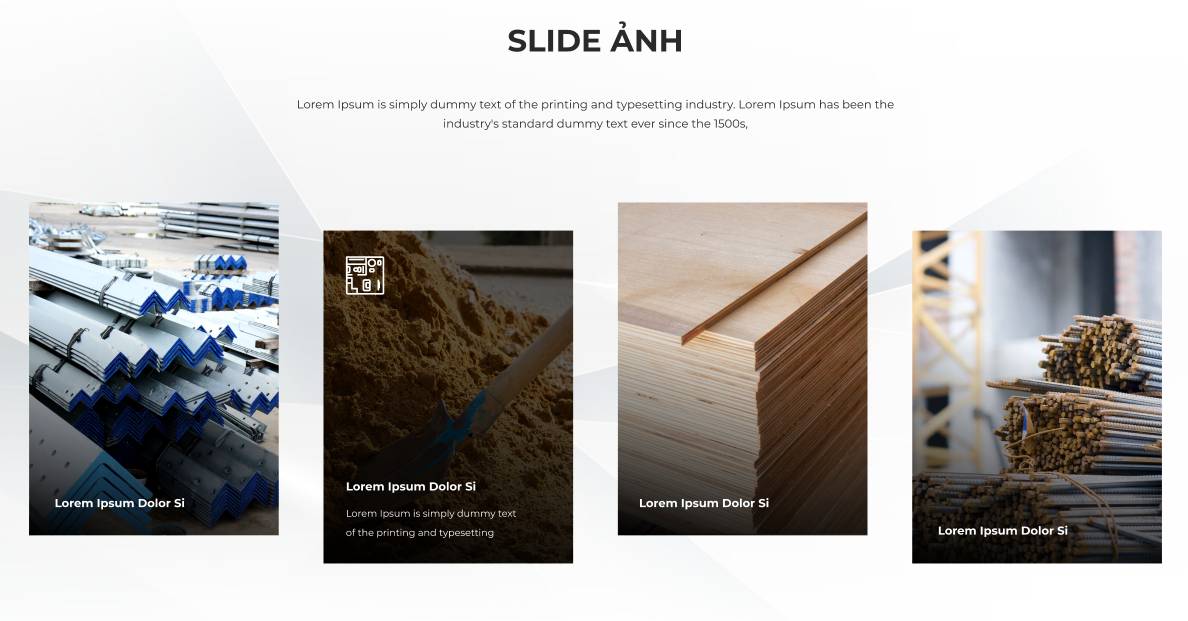 SLIDE ẢNH
Lorem Ipsum is simply dummy text of the printing and typesetting industry. Lorem Ipsum has been the
industry's standard dummy text ever since the 1500s,
Lorem Ipsum Dolor Si
Lorem Ipsum Dolor Si
Lorem Ipsum is simply dummy text
of the printing and typesetting
Lorem Ipsum Dolor Si
Lorem Ipsum Dolor Si